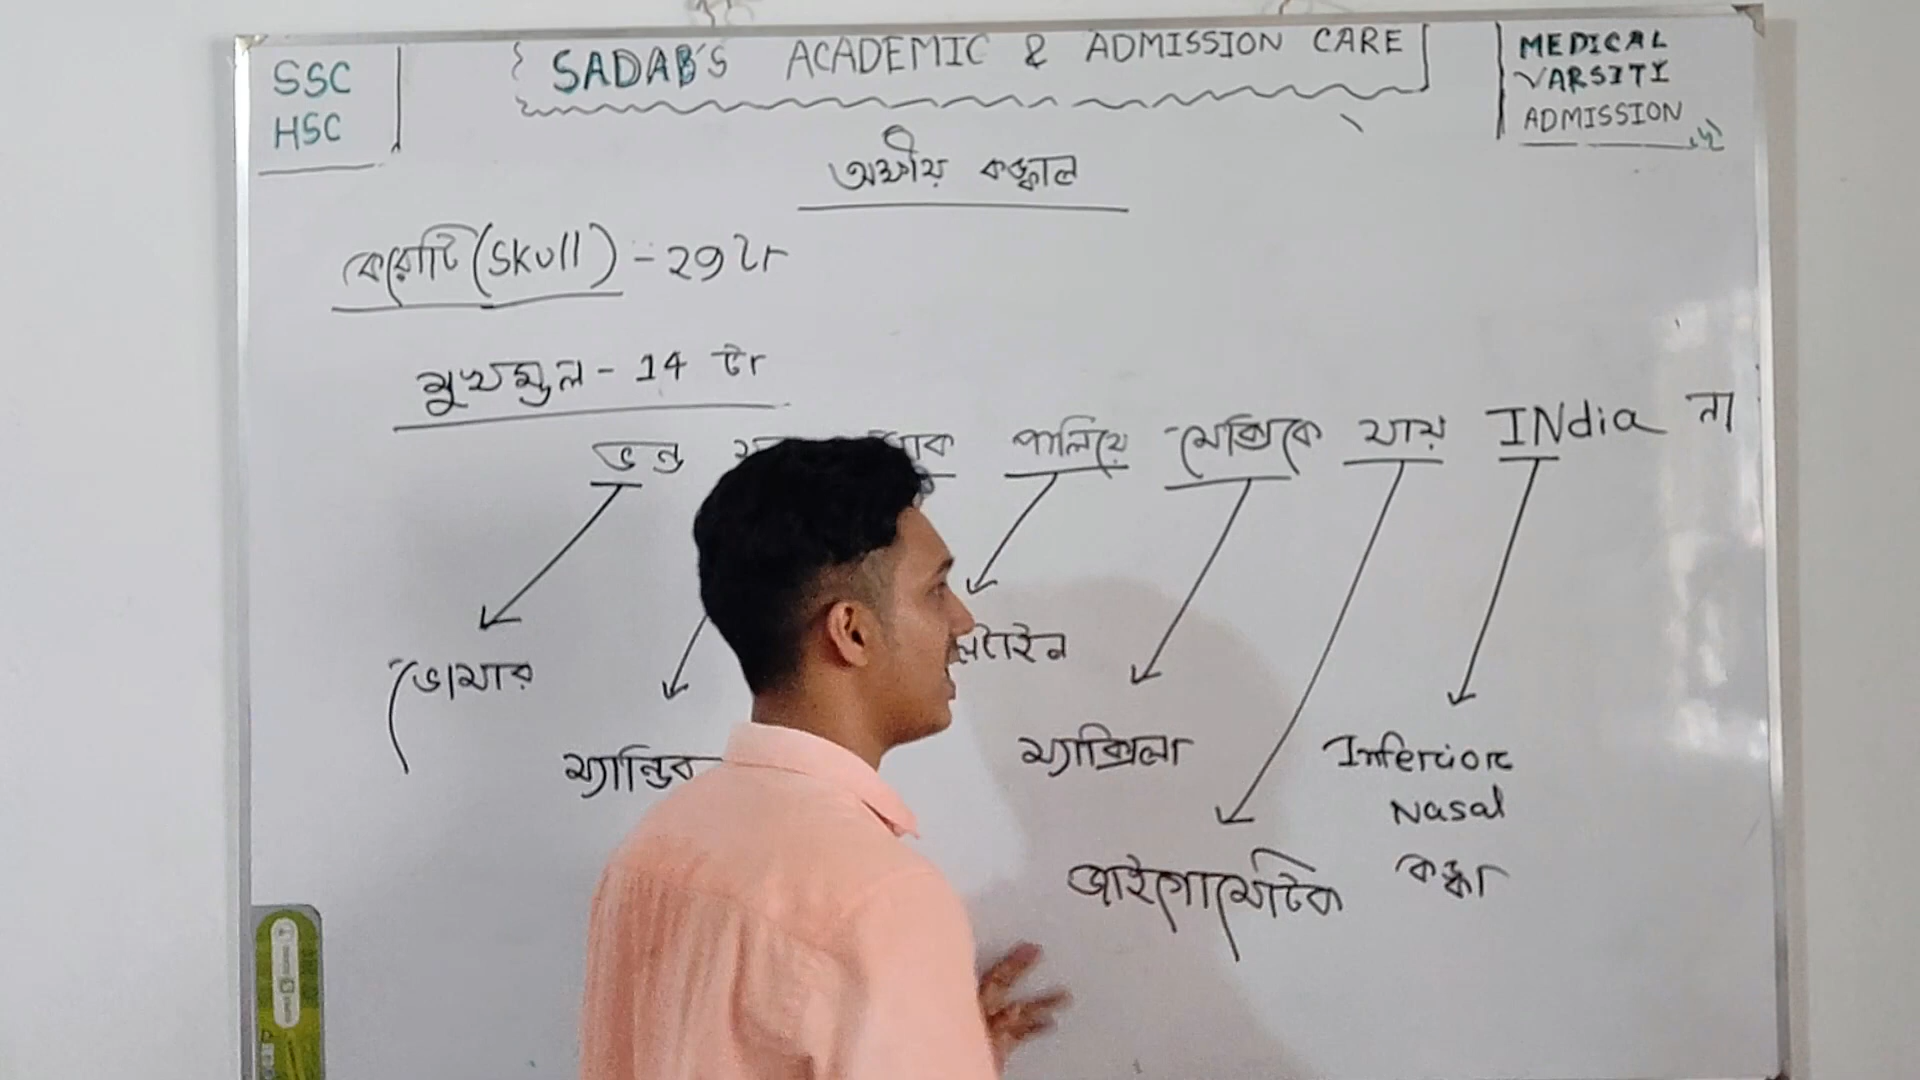 SSC
HSC
SADAB'S ACADEMIC & ADMISSION CARE
MEDICAL
VARSITY
ADMISSION
অক্ষীয় কঙ্কাল
করোটি (Skull) - 29 টা
মুখমন্ডল - 14 টা
ভন্ড পালিয়ে মেক্সিকে যায় INdia না
ভোমার
ম্যাক্সিলা
Inferior
Nasal
জাইগোমেটিক
কঙ্কা